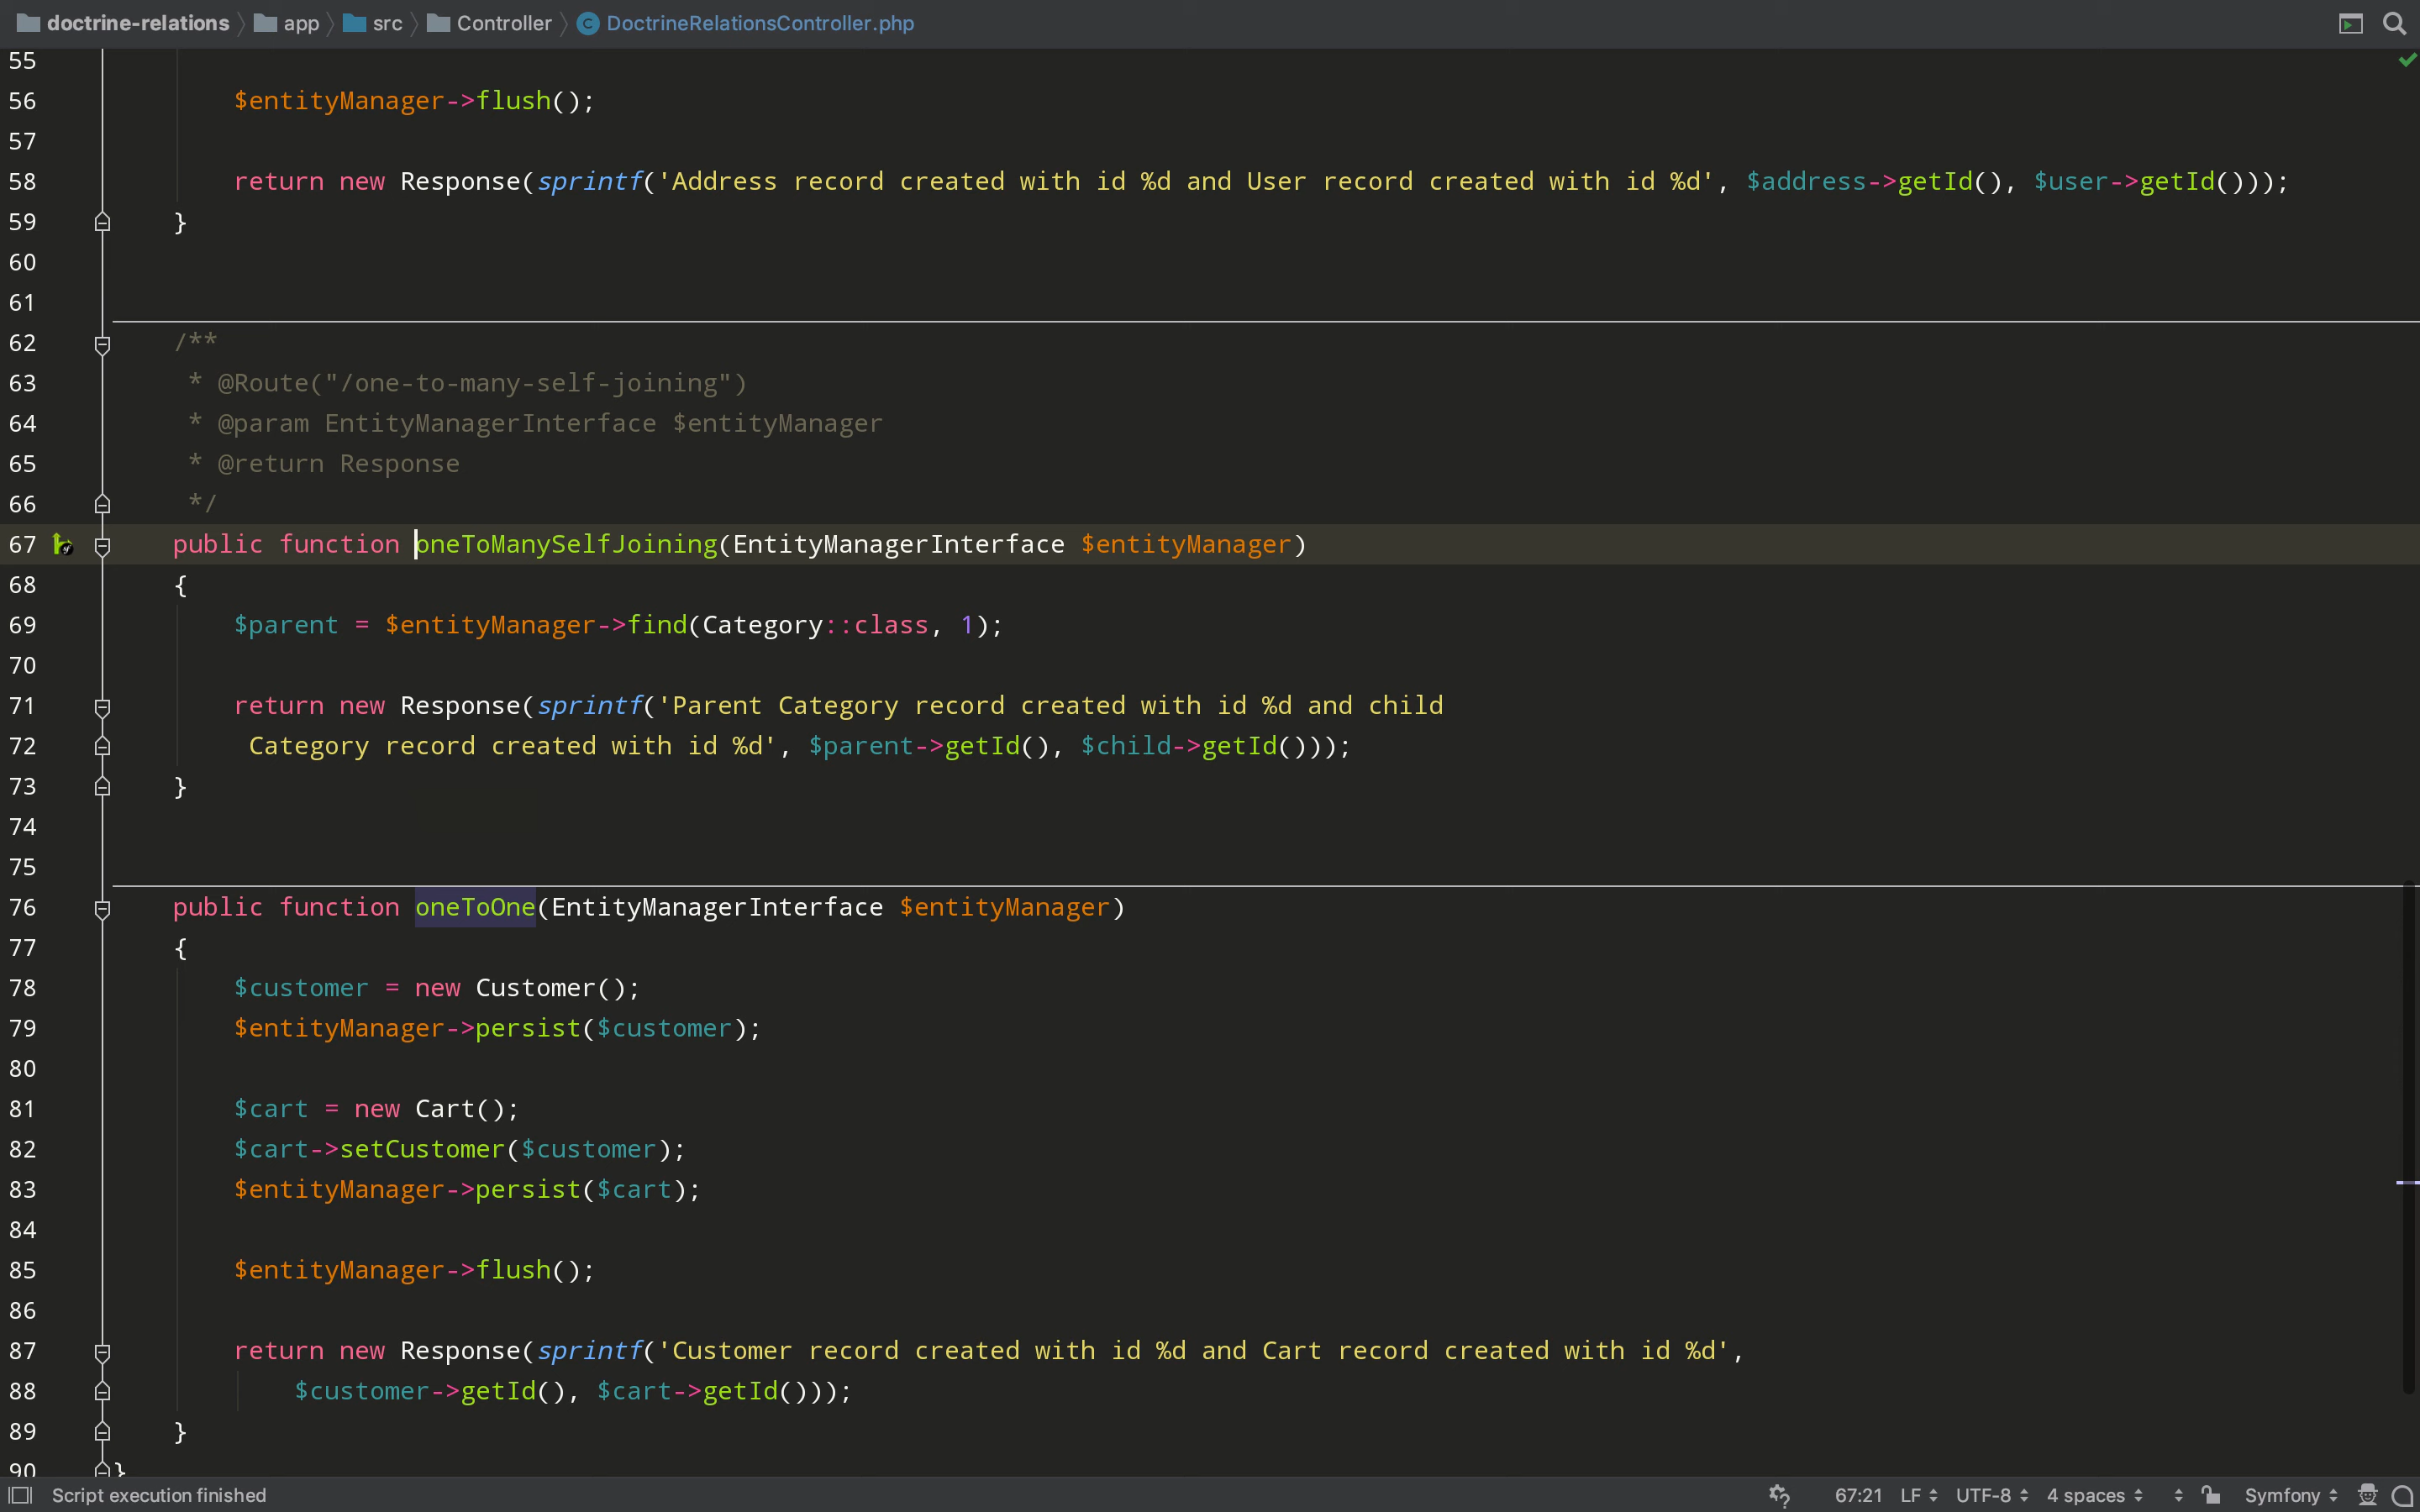 doctrine-relations app src Controller DoctrineRelationsController.php
55
56 $entityManager->flush();
57
58 return new Response(sprintf('Address record created with id %d and User record created with id %d', $address->getId(), $user->getId()));
59 }
60
61
62 /**
63 * @Route("/one-to-many-self-joining")
64 * @param EntityManagerInterface $entityManager
65 * @return Response
66 */
67 public function oneToManySelfJoining(EntityManagerInterface $entityManager)
68 {
69 $parent = $entityManager->find(Category::class, 1);
70
71 return new Response(sprintf('Parent Category record created with id %d and child
72 Category record created with id %d', $parent->getId(), $child->getId()));
73 }
74
75
76 public function oneToOne(EntityManagerInterface $entityManager)
77 {
78 $customer = new Customer();
79 $entityManager->persist($customer);
80
81 $cart = new Cart();
82 $cart->setCustomer($customer);
83 $entityManager->persist($cart);
84
85 $entityManager->flush();
86
87 return new Response(sprintf('Customer record created with id %d and Cart record created with id %d',
88 $customer->getId(), $cart->getId()));
89 }
90 }
Script execution finished 67:21 LF UTF-8 4 spaces Symfony